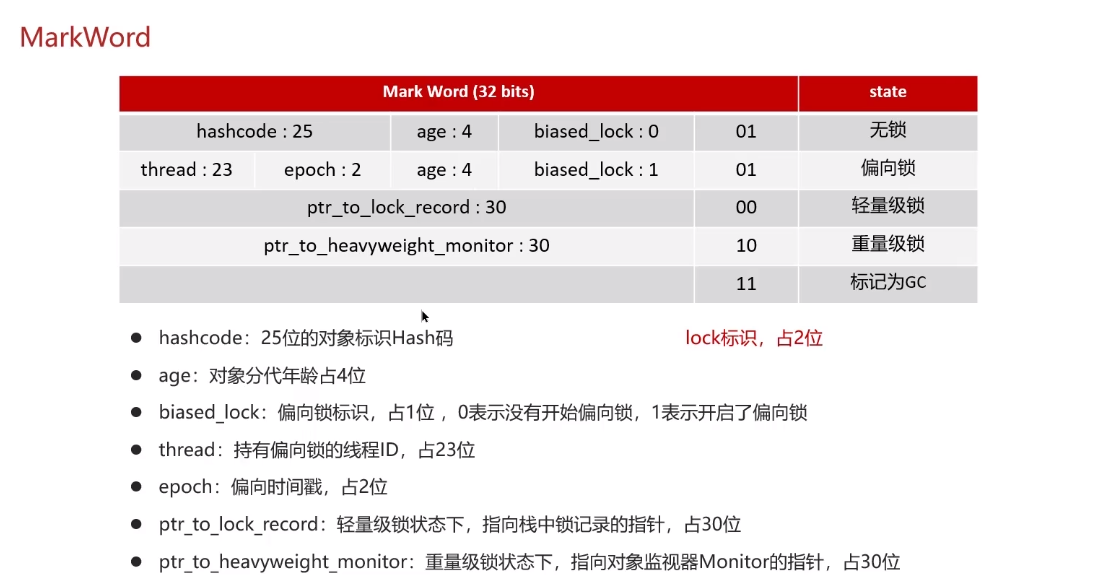 MarkWord
Mark Word (32 bits) state
hashcode : 25 age : 4 biased_lock : 0 01 无锁
thread : 23 epoch : 2 age : 4 biased_lock : 1 01 偏向锁
ptr_to_lock_record : 30 00 轻量级锁
ptr_to_heavyweight_monitor : 30 10 重量级锁
11 标记为GC
hashcode：25位的对象标识Hash码 lock标识，占2位
age：对象分代年龄占4位
biased_lock：偏向锁标识，占1位 ，0表示没有开始偏向锁，1表示开启了偏向锁
thread：持有偏向锁的线程ID，占23位
epoch：偏向时间戳，占2位
ptr_to_lock_record：轻量级锁状态下，指向栈中锁记录的指针，占30位
ptr_to_heavyweight_monitor：重量级锁状态下，指向对象监视器Monitor的指针，占30位